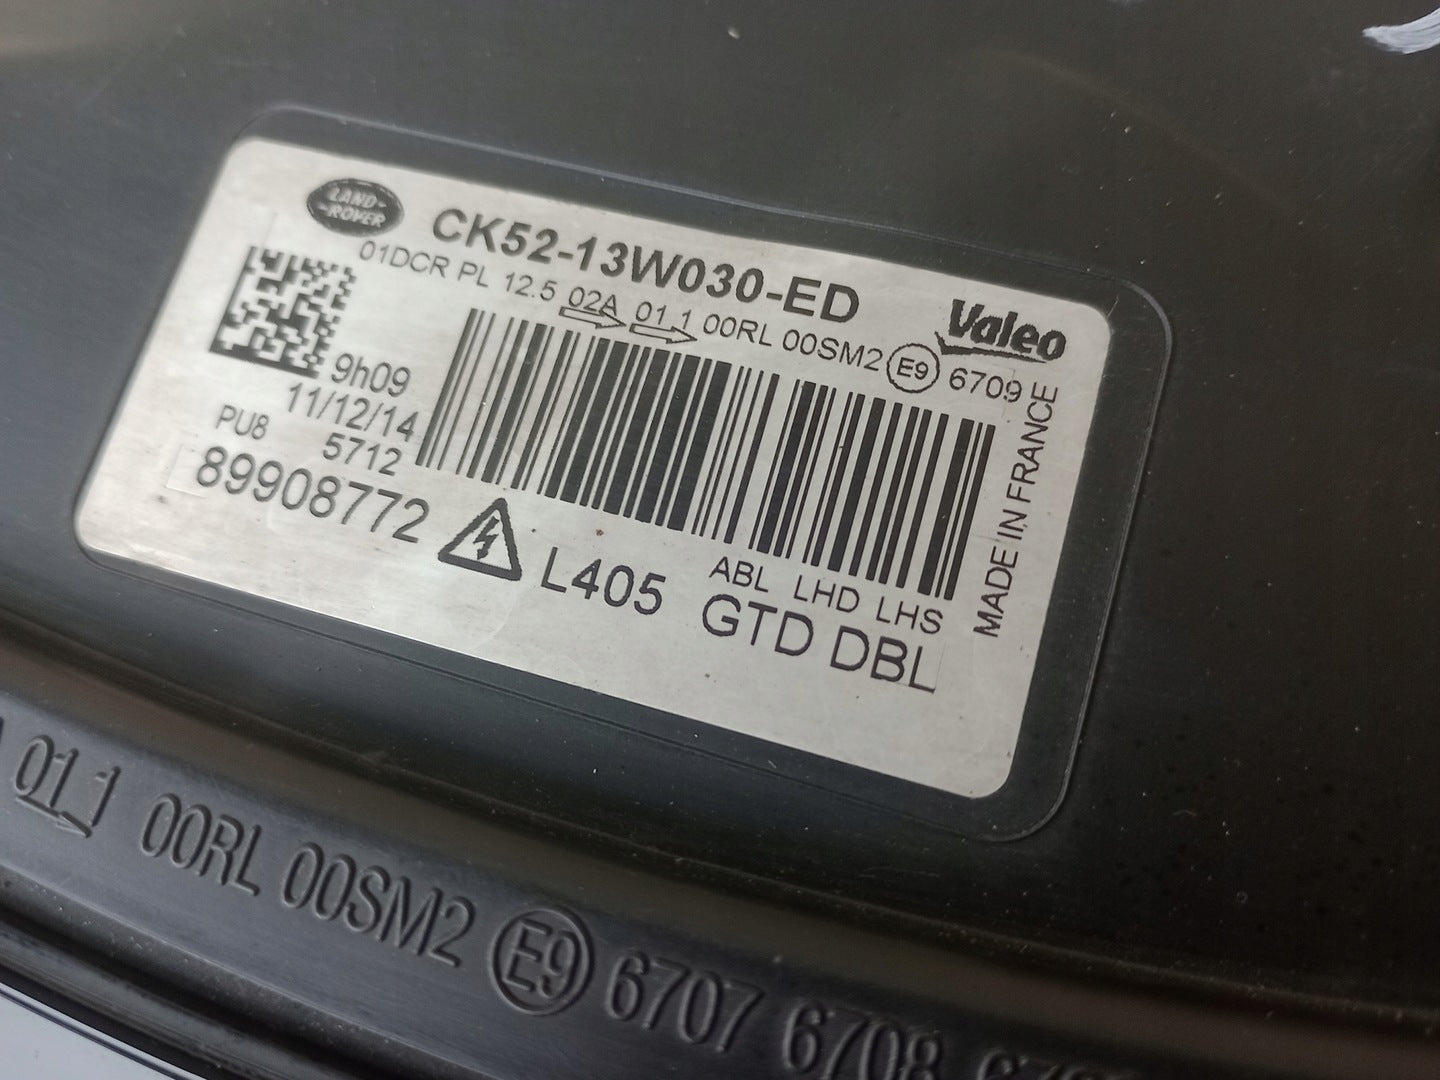 LAND-
-ROVER
CK52-13W030-ED
01DCR PL 12.5 02A 01 1 00RL 00SM2 E9 6709
Valeo
9h09
11/12/14
PU8 5712
89908772
L405
ABL LHD LHS
GTD DBL
MADE IN FRANCE
01 1 00RL 00SM2 E9 6707 6708